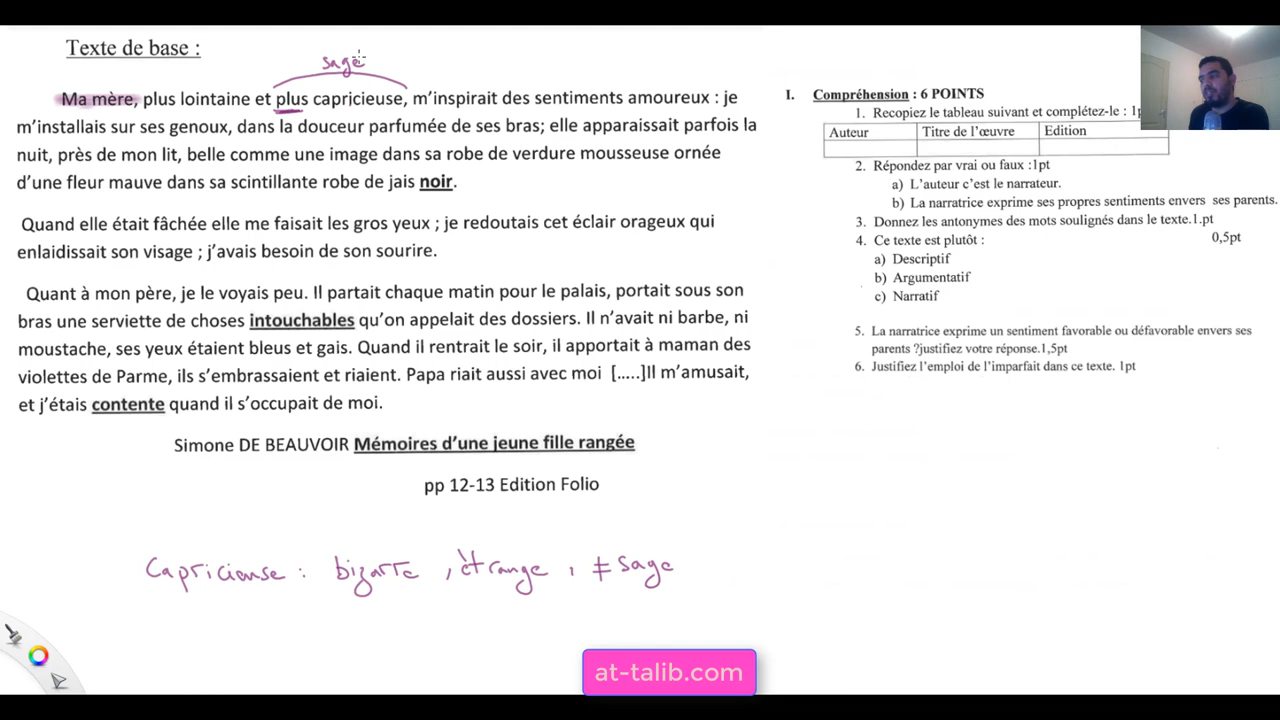 Texte de base :
sage
Ma mère, plus lointaine et plus capricieuse, m'inspirait des sentiments amoureux : je
m'installais sur ses genoux, dans la douceur parfumée de ses bras; elle apparaissait parfois la
nuit, près de mon lit, belle comme une image dans sa robe de verdure mousseuse ornée
d'une fleur mauve dans sa scintillante robe de jais noir.
Quand elle était fâchée elle me faisait les gros yeux ; je redoutais cet éclair orageux qui
enlaidissait son visage ; j'avais besoin de son sourire.
Quant à mon père, je le voyais peu. Il partait chaque matin pour le palais, portait sous son
bras une serviette de choses intouchables qu'on appelait des dossiers. Il n'avait ni barbe, ni
moustache, ses yeux étaient bleus et gais. Quand il rentrait le soir, il apportait à maman des
violettes de Parme, ils s'embrassaient et riaient. Papa riait aussi avec moi [.....]Il m'amusait,
et j'étais contente quand il s'occupait de moi.
Simone DE BEAUVOIR Mémoires d'une jeune fille rangée
pp 12-13 Edition Folio
Capricieuse : bizarre , étrange , ≠ sage
I. Compréhension : 6 POINTS
1. Recopiez le tableau suivant et complétez-le :
Auteur Titre de l'œuvre Edition
2. Répondez par vrai ou faux :1pt
a) L'auteur c'est le narrateur.
b) La narratrice exprime ses propres sentiments envers ses parents.
3. Donnez les antonymes des mots soulignés dans le texte.1.pt
4. Ce texte est plutôt : 0,5pt
a) Descriptif
b) Argumentatif
c) Narratif
5. La narratrice exprime un sentiment favorable ou défavorable envers ses
parents ?justifiez votre réponse.1,5pt
6. Justifiez l'emploi de l'imparfait dans ce texte. 1pt
at-talib.com